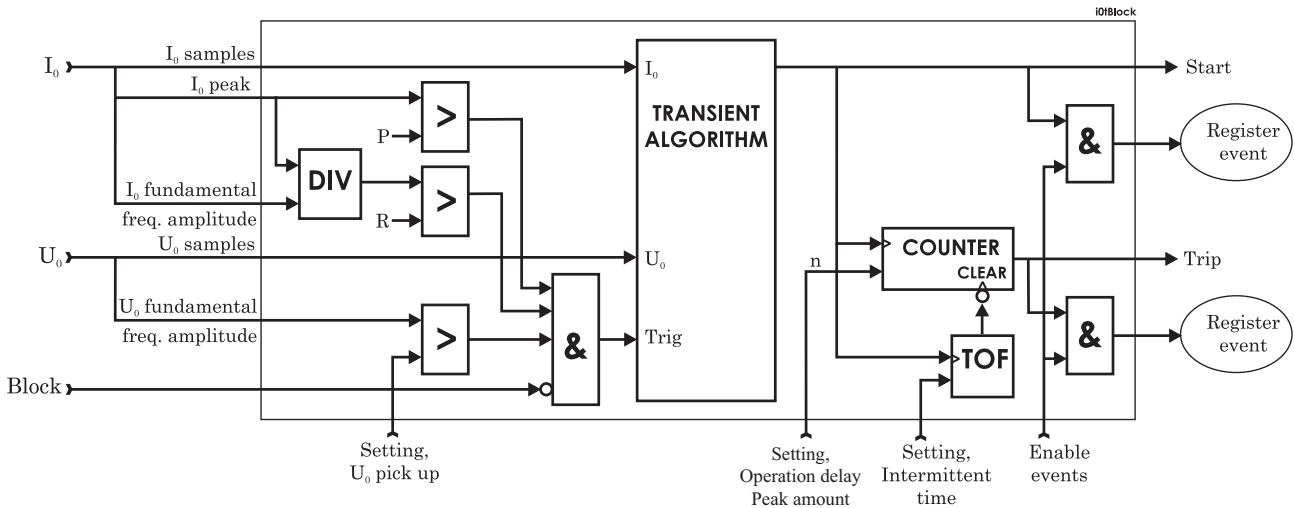 i0tBlock
I₀
I₀ samples
I₀
Start
I₀ peak
>
P
TRANSIENT
ALGORITHM
&
Register
event
DIV
>
I₀ fundamental
freq. amplitude
R
U₀
U₀ samples
U₀
n
COUNTER
CLEAR
Trip
U₀ fundamental
freq. amplitude
>
&
Trig
TOF
&
Register
event
Block
Setting,
U₀ pick up
Setting,
Operation delay
Peak amount
Setting,
Intermittent
time
Enable
events